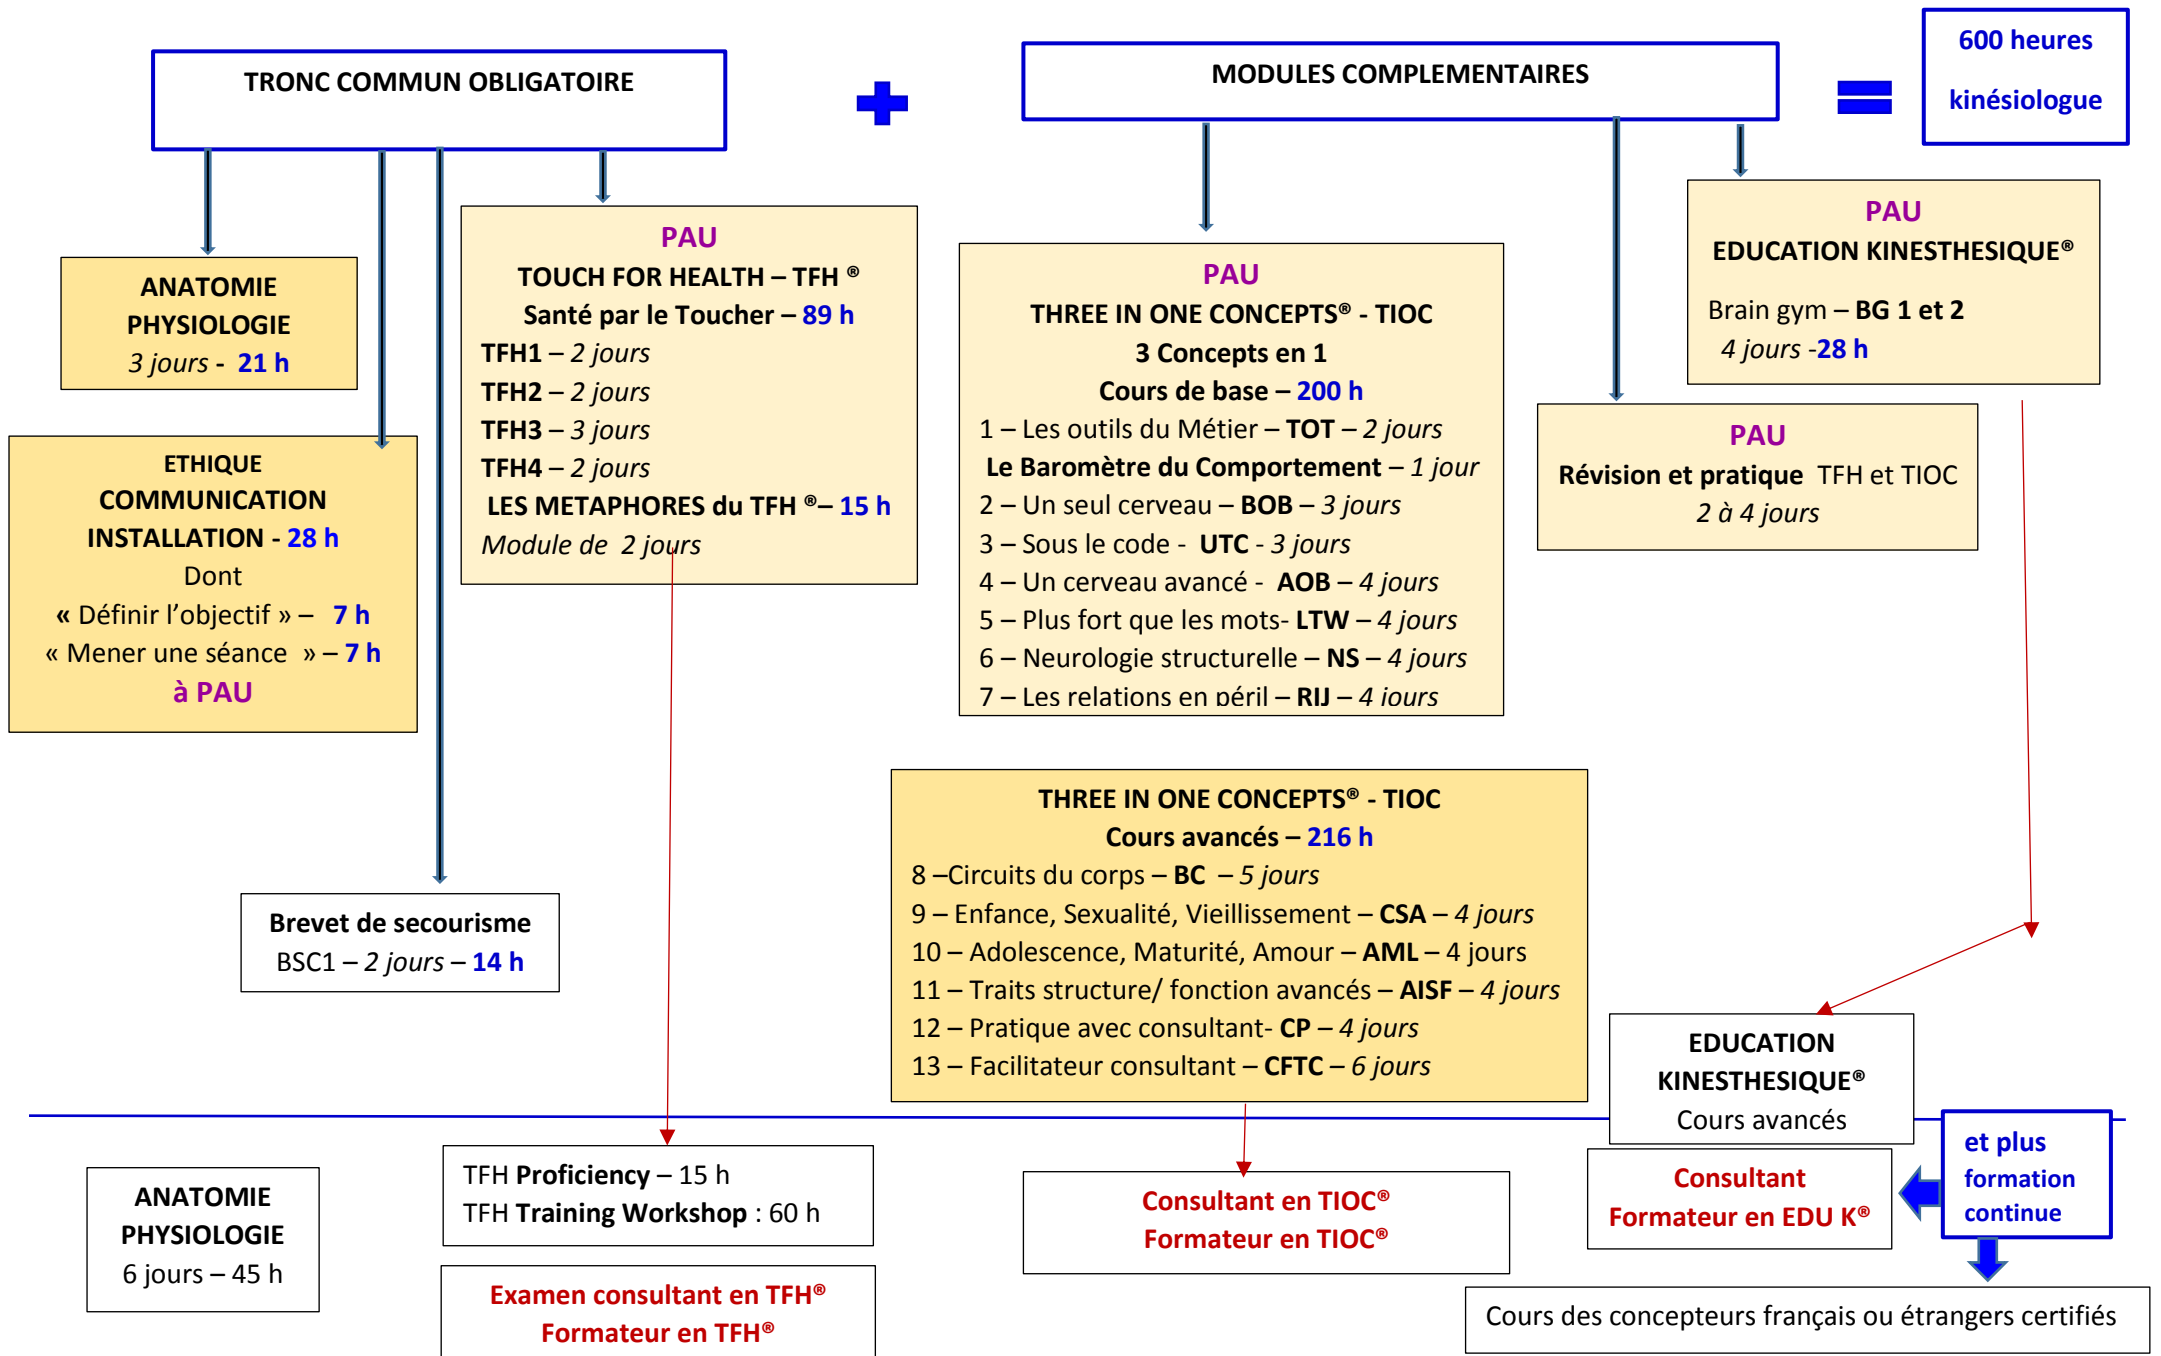 TRONC COMMUN OBLIGATOIRE
MODULES COMPLEMENTAIRES
600 heures
kinésiologue
ANATOMIE
PHYSIOLOGIE
3 jours - 21 h
ETHIQUE
COMMUNICATION
INSTALLATION - 28 h
Dont
« Définir l’objectif » – 7 h
« Mener une séance » – 7 h
à PAU
PAU
TOUCH FOR HEALTH – TFH ®
Santé par le Toucher – 89 h
TFH1 – 2 jours
TFH2 – 2 jours
TFH3 – 3 jours
TFH4 – 2 jours
LES METAPHORES du TFH ®– 15 h
Module de 2 jours
PAU
THREE IN ONE CONCEPTS® - TIOC
3 Concepts en 1
Cours de base – 200 h
1 – Les outils du Métier – TOT – 2 jours
Le Baromètre du Comportement – 1 jour
2 – Un seul cerveau – BOB – 3 jours
3 – Sous le code - UTC - 3 jours
4 – Un cerveau avancé - AOB – 4 jours
5 – Plus fort que les mots- LTW – 4 jours
6 – Neurologie structurelle – NS – 4 jours
7 – Les relations en péril – RIJ – 4 jours
PAU
EDUCATION KINESTHESIQUE®
Brain gym – BG 1 et 2
4 jours -28 h
PAU
Révision et pratique TFH et TIOC
2 à 4 jours
Brevet de secourisme
BSC1 – 2 jours – 14 h
THREE IN ONE CONCEPTS® - TIOC
Cours avancés – 216 h
8 –Circuits du corps – BC – 5 jours
9 – Enfance, Sexualité, Vieillissement – CSA – 4 jours
10 – Adolescence, Maturité, Amour – AML – 4 jours
11 – Traits structure/ fonction avancés – AISF – 4 jours
12 – Pratique avec consultant- CP – 4 jours
13 – Facilitateur consultant – CFTC – 6 jours
EDUCATION
KINESTHESIQUE®
Cours avancés
ANATOMIE
PHYSIOLOGIE
6 jours – 45 h
TFH Proficiency – 15 h
TFH Training Workshop : 60 h
Examen consultant en TFH®
Formateur en TFH®
Consultant en TIOC®
Formateur en TIOC®
Consultant
Formateur en EDU K®
et plus
formation
continue
Cours des concepteurs français ou étrangers certifiés